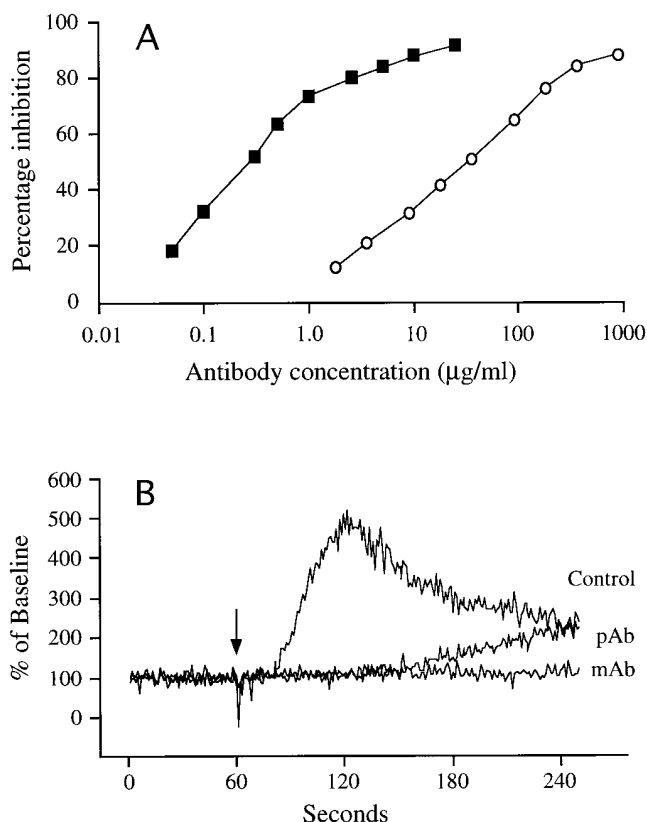 A
100
80
60
40
20
0
Percentage inhibition
0.01 0.1 1.0 10 100 1000
Antibody concentration (μg/ml)
B
600
500
400
300
200
100
0
% of Baseline
Control
pAb
mAb
0 60 120 180 240
Seconds